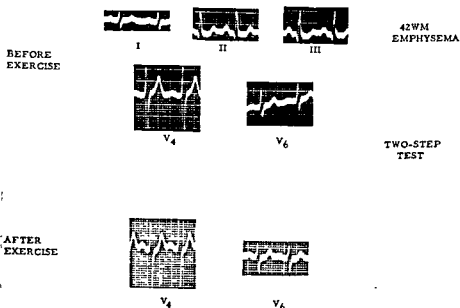 I
II
III
42WM
EMPHYSEMA
BEFORE
EXERCISE
V4
V6
TWO-STEP
TEST
AFTER
EXERCISE
V4
V6